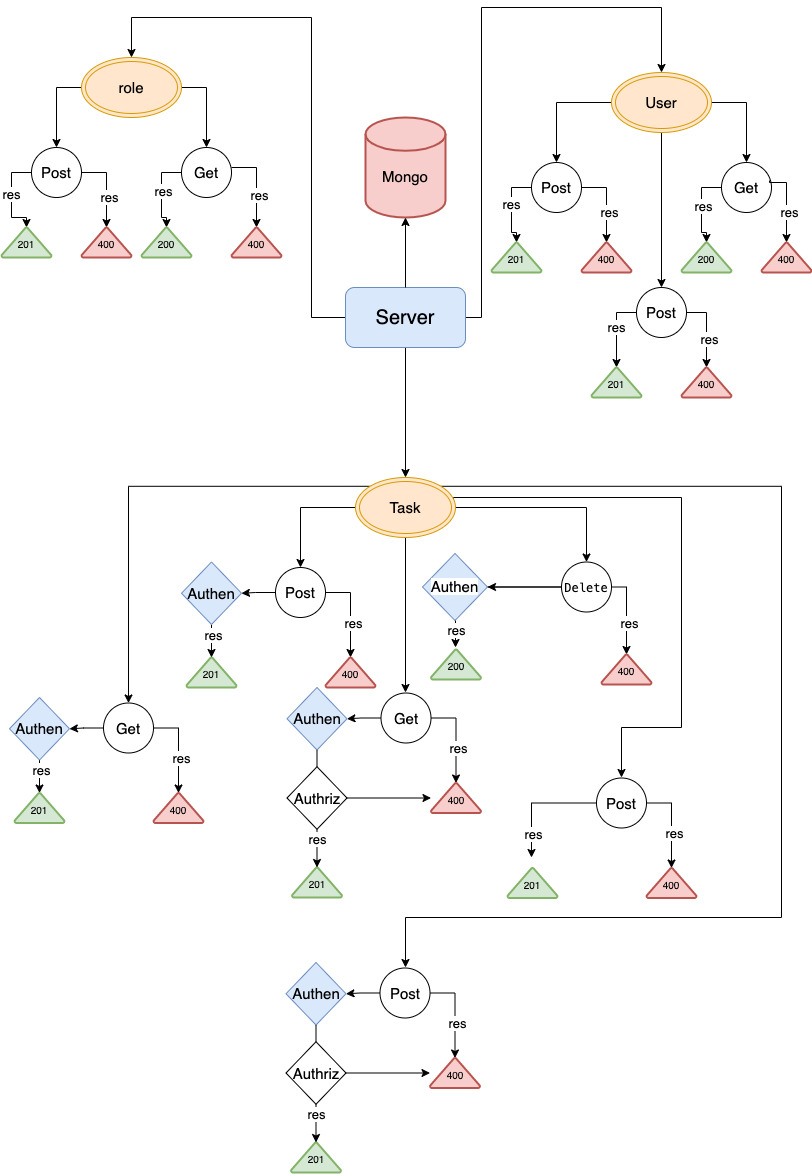 role
User
Post
Get
res
res
res
res
201
400
200
400
Mongo
Post
Get
res
res
res
res
201
400
200
400
Server
Post
res
res
201
400
Task
Authen
Post
res
res
201
400
Authen
Delete
res
res
200
400
Authen
Get
res
res
201
400
Authen
Get
res
Authriz
400
res
201
Post
res
res
201
400
Authen
Post
res
Authriz
400
res
201